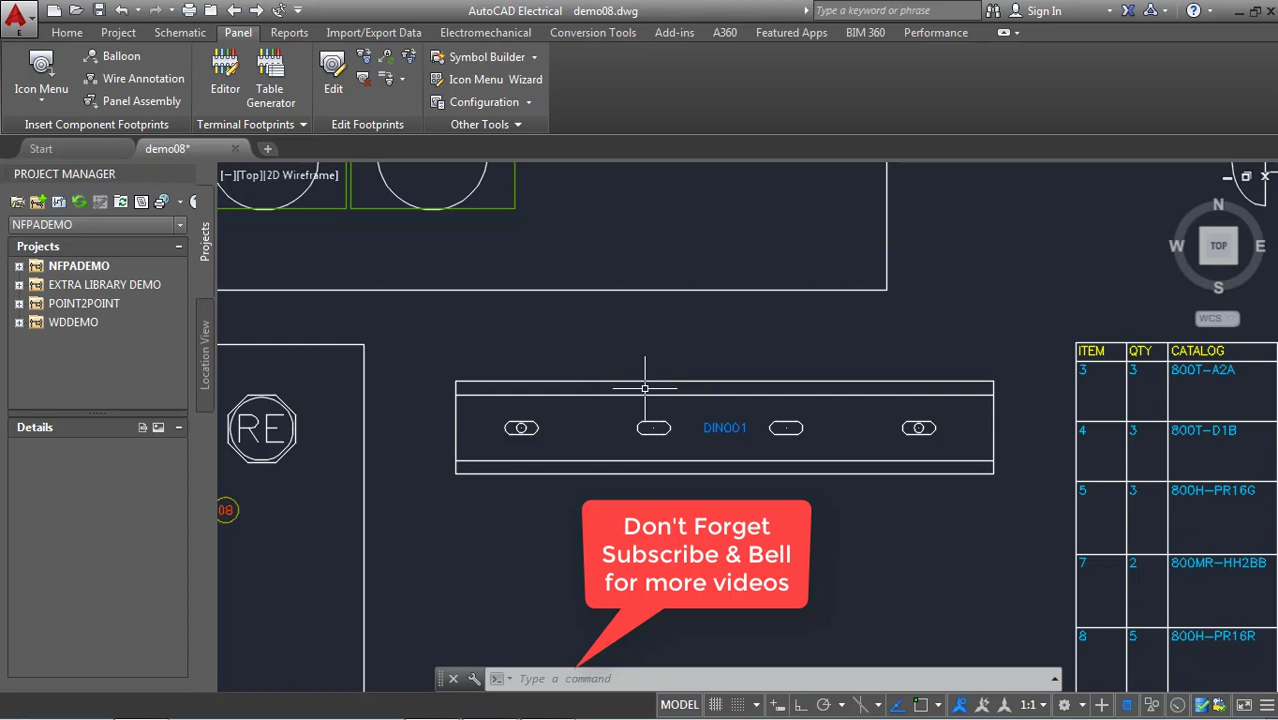 AutoCAD Electrical demo08.dwg
Type a keyword or phrase
Sign In
E
Home Project Schematic Panel Reports Import/Export Data Electromechanical Conversion Tools Add-ins A360 Featured Apps BIM 360 Performance
Icon Menu
Balloon
Wire Annotation
Panel Assembly
Insert Component Footprints
Editor
Table Generator
Terminal Footprints
Edit
Edit Footprints
Symbol Builder
Icon Menu Wizard
Configuration
Other Tools
Start
demo08*
PROJECT MANAGER
NFPADEMO
Projects
NFPADEMO
EXTRA LIBRARY DEMO
POINT2POINT
WDDEMO
Details
Projects
Location View
[−][Top][2D Wireframe]
N
W TOP E
S
WCS
RE
08
DIN001
ITEM QTY CATALOG
3 3 800T-A2A
4 3 800T-D1B
5 3 800H-PR16G
7 2 800MR-HH2BB
8 5 800H-PR16R
Don't Forget
Subscribe & Bell
for more videos
Type a command
MODEL
1:1